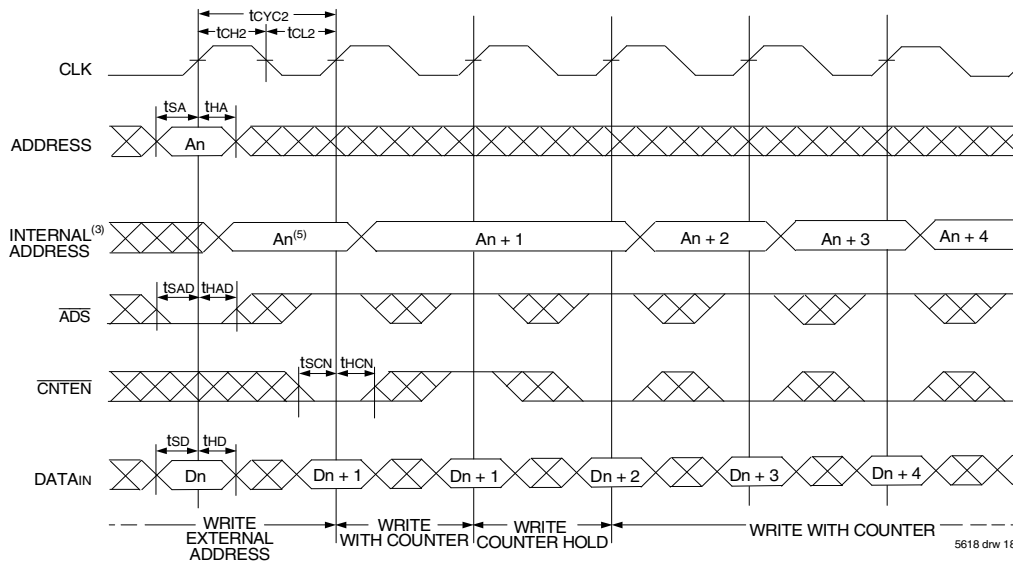 tCYC2
tCH2 tCL2
CLK
tSA tHA
ADDRESS An
INTERNAL(3)
ADDRESS An(5) An + 1 An + 2 An + 3 An + 4
tSAD tHAD
ADS
tSCN tHCN
CNTEN
tSD tHD
DATAIN Dn Dn + 1 Dn + 1 Dn + 2 Dn + 3 Dn + 4
WRITE
EXTERNAL
ADDRESS
WRITE
WITH COUNTER
WRITE
COUNTER HOLD
WRITE WITH COUNTER
5618 drw 18